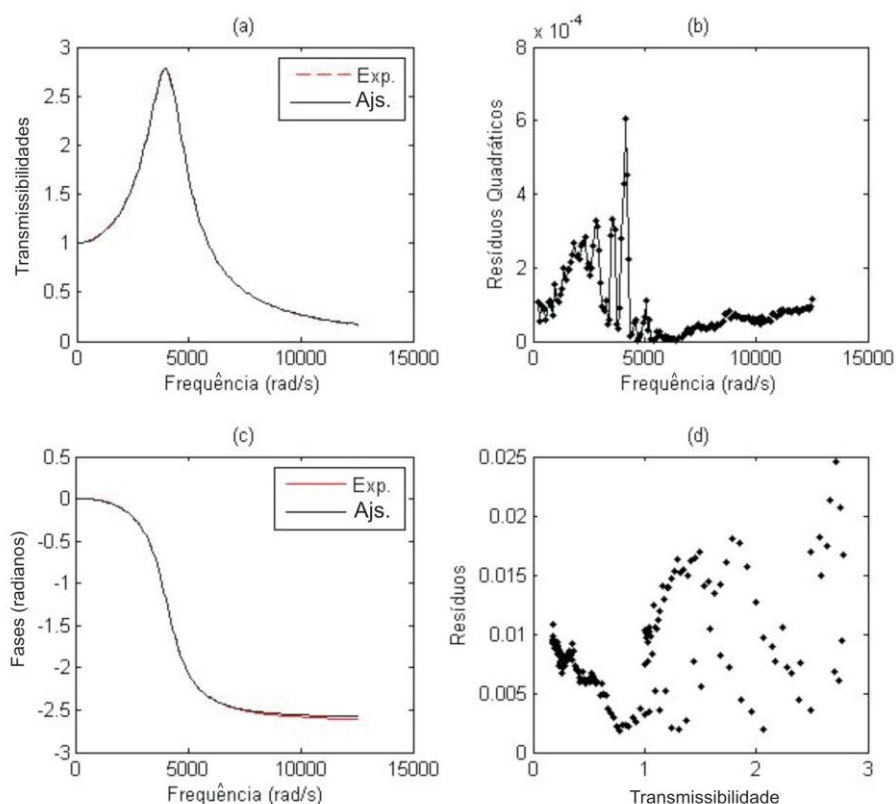 (a)
3
2.5
2
1.5
1
0.5
0
Transmissibilidades
Exp.
Ajs.
0 5000 10000 15000
Frequência (rad/s)
(b)
x 10⁻⁴
8
6
4
2
0
Resíduos Quadráticos
0 5000 10000 15000
Frequência (rad/s)
(c)
0.5
0
-0.5
-1
-1.5
-2
-2.5
-3
Fases (radianos)
Exp.
Ajs.
0 5000 10000 15000
Frequência (rad/s)
(d)
0.025
0.02
0.015
0.01
0.005
0
Resíduos
0 1 2 3
Transmissibilidade